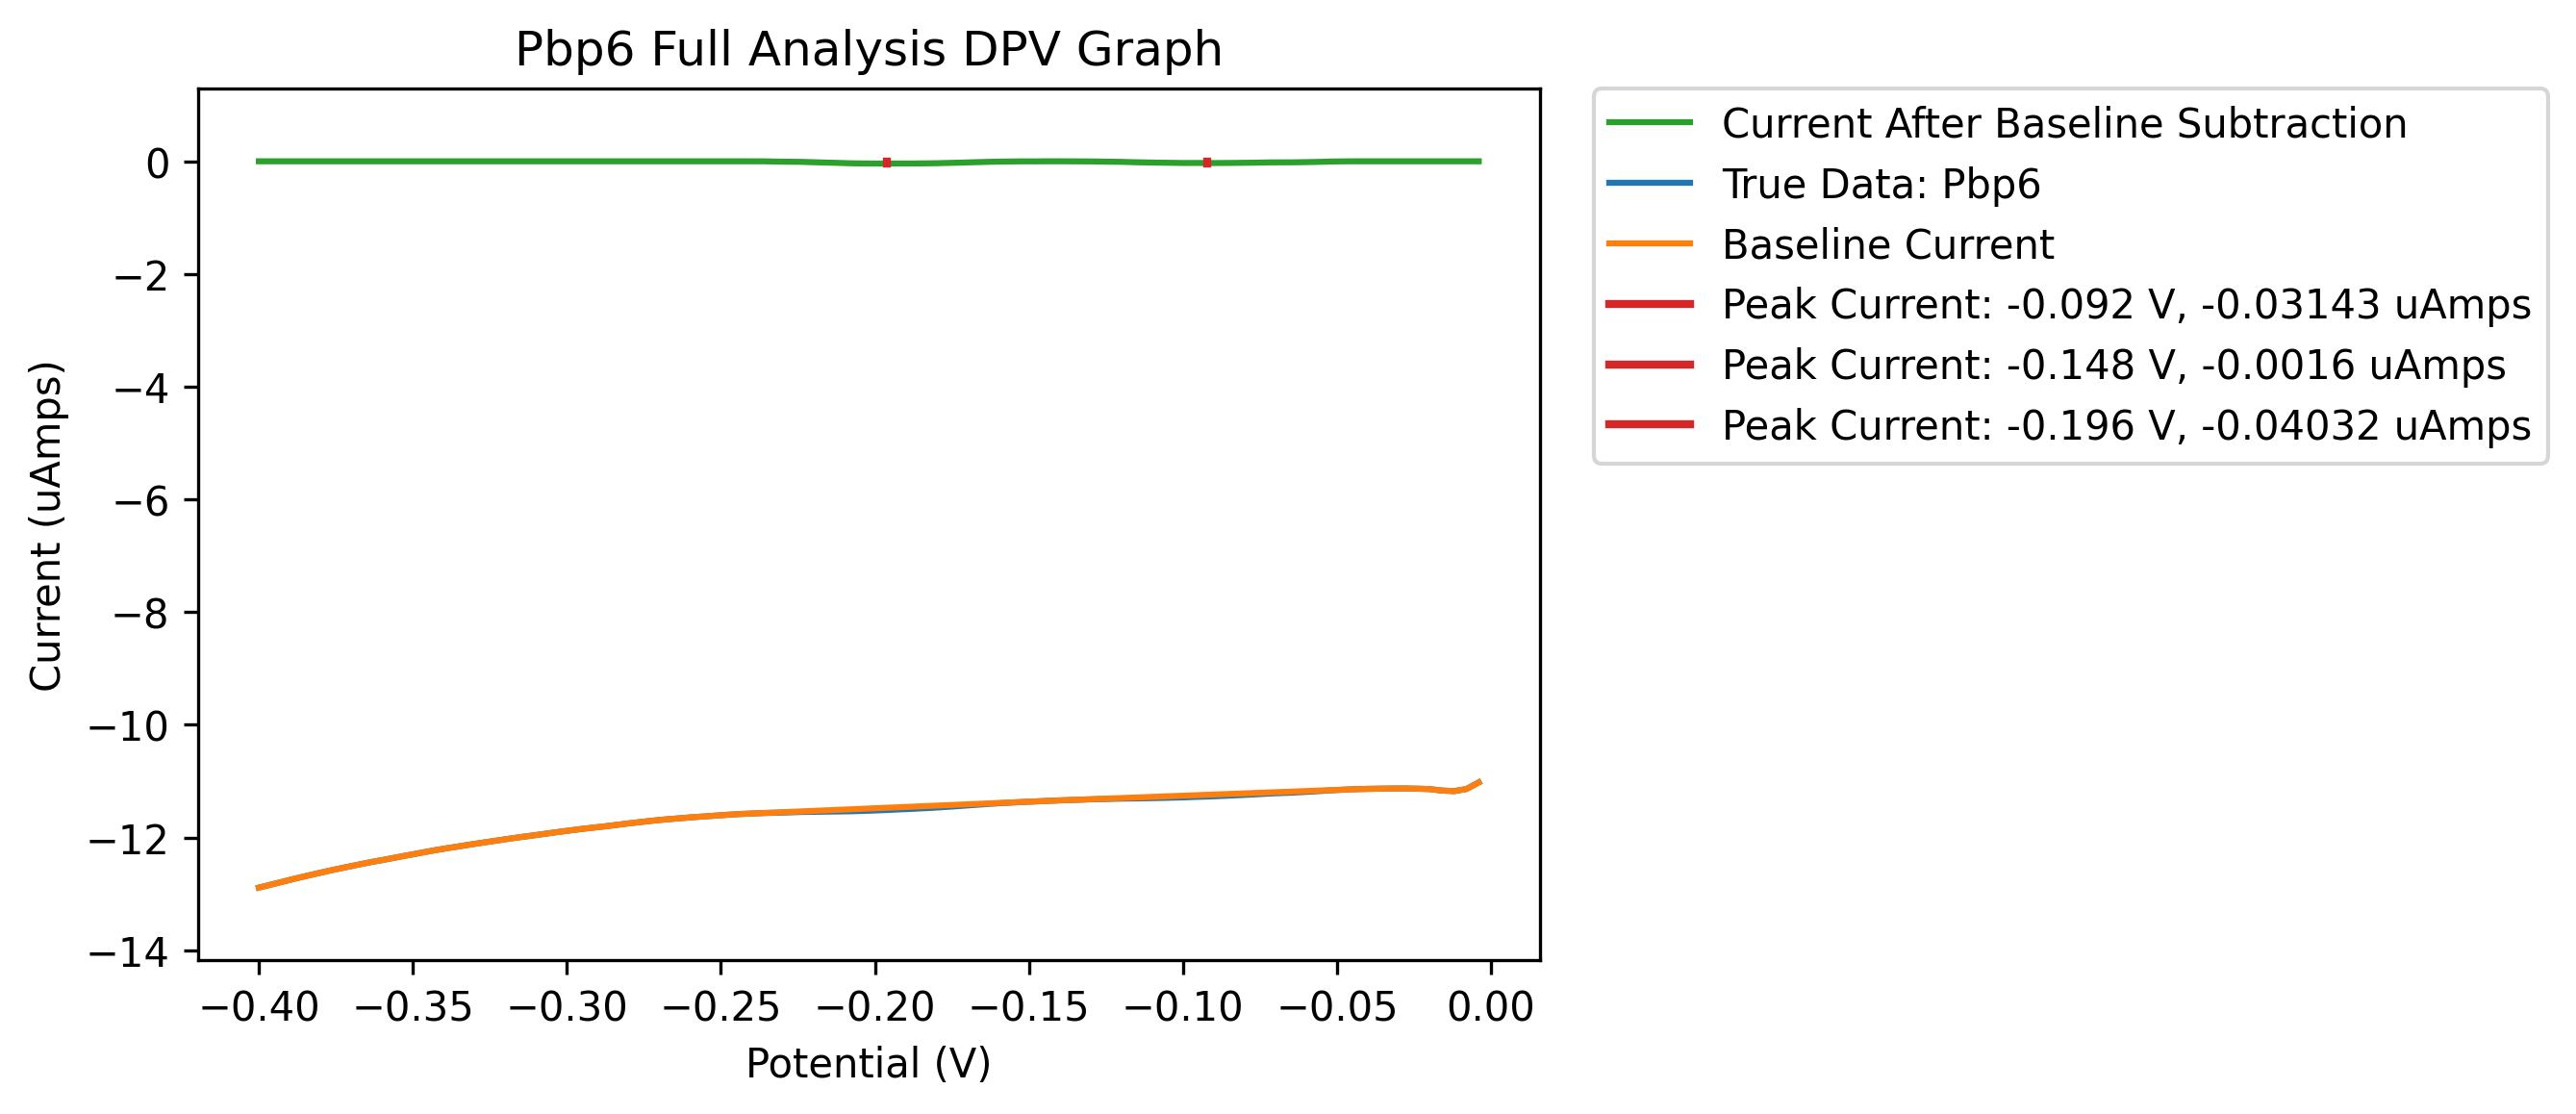 Pbp6 Full Analysis DPV Graph
Current After Baseline Subtraction
True Data: Pbp6
Baseline Current
Peak Current: -0.092 V, -0.03143 uAmps
Peak Current: -0.148 V, -0.0016 uAmps
Peak Current: -0.196 V, -0.04032 uAmps
Current (uAmps)
0
−2
−4
−6
−8
−10
−12
−14
−0.40 −0.35 −0.30 −0.25 −0.20 −0.15 −0.10 −0.05 0.00
Potential (V)